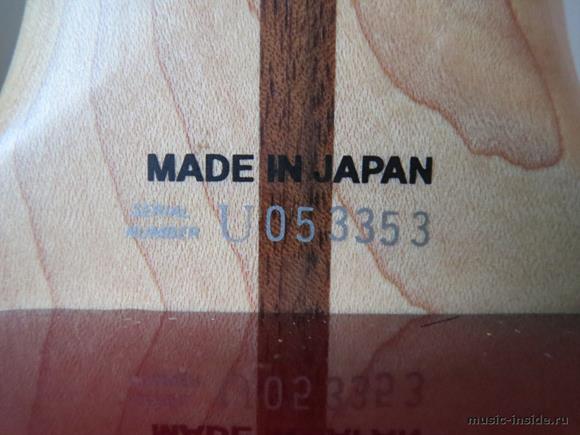 MADE IN JAPAN
SERIAL
NUMBER U053353
music-inside.ru